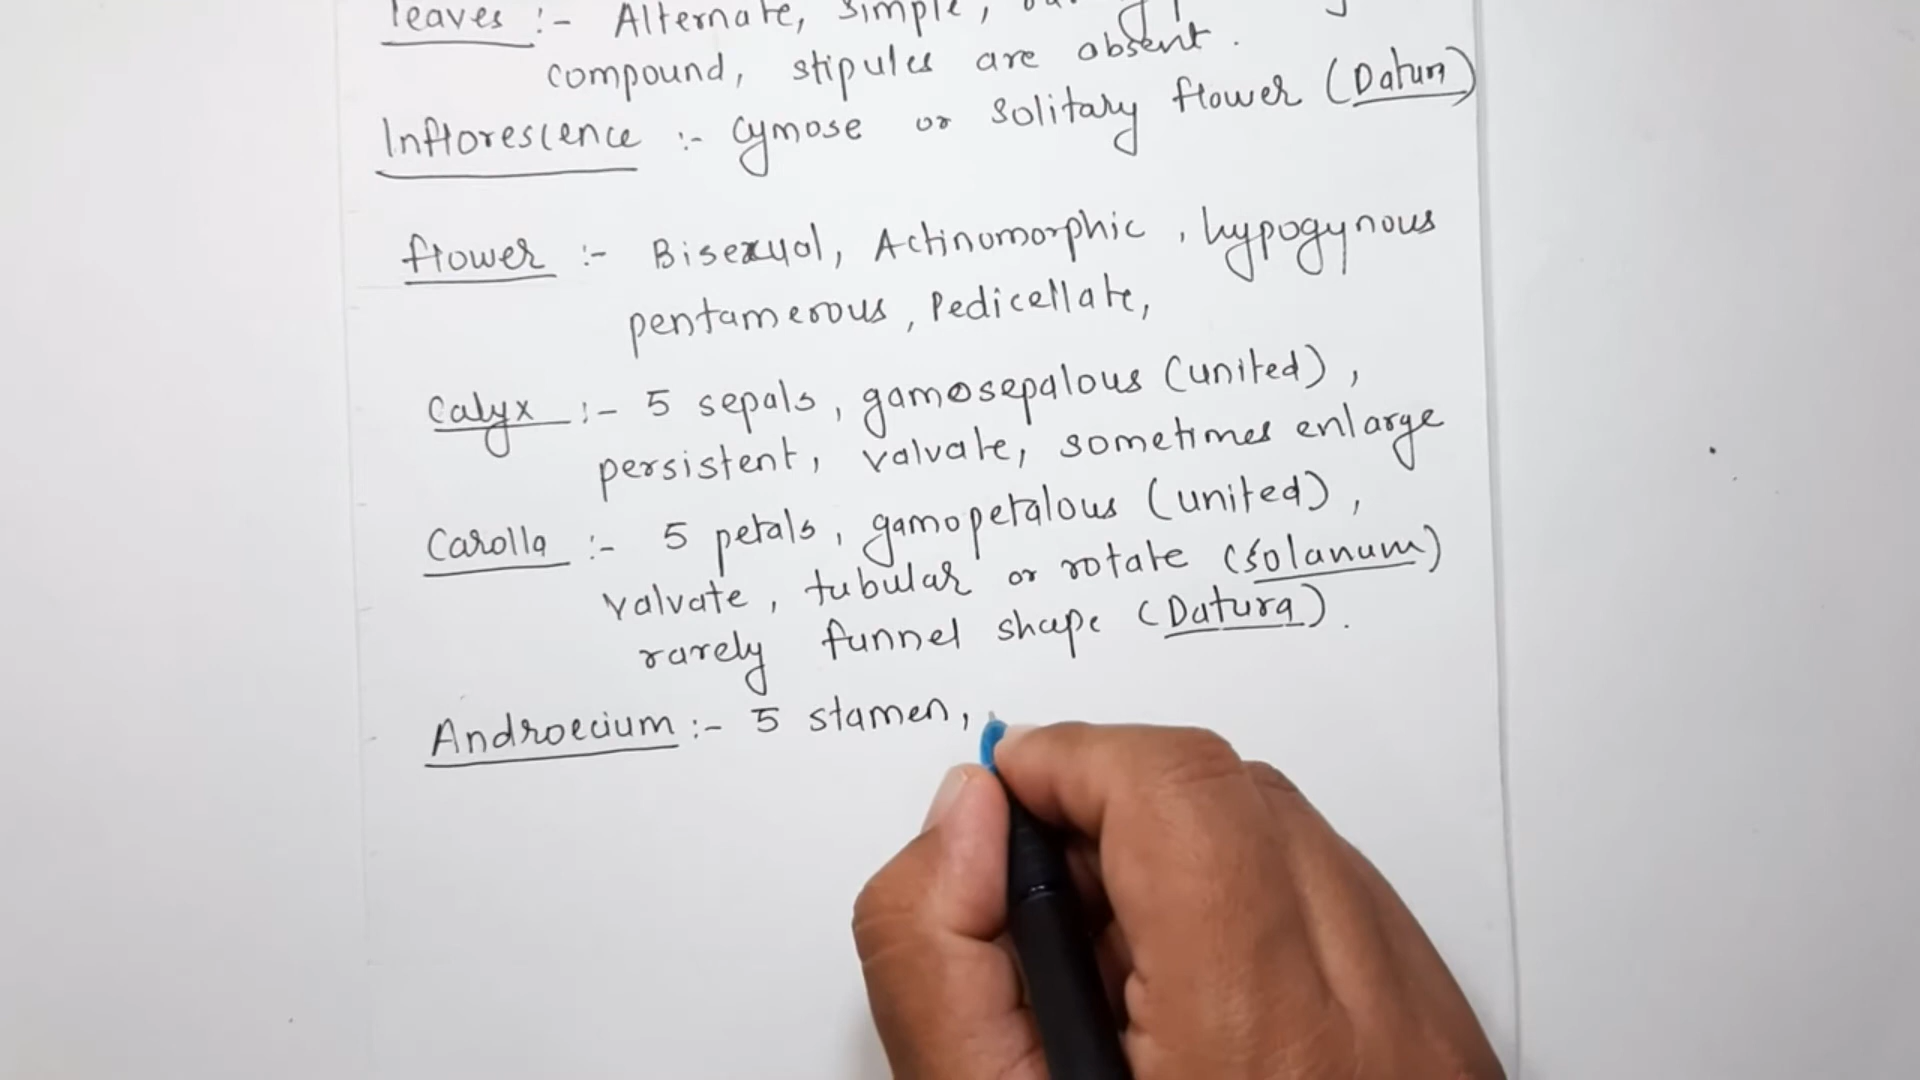 leaves :- Alternate, simple,
compound, stipules are absent.
Inflorescence :- Cymose or solitary flower (Datura)
flower :- Bisexual, Actinomorphic, hypogynous
pentamerous, Pedicellate,
Calyx :- 5 sepals, gamosepalous (united),
persistent, valvate, sometimes enlarge
Carolla :- 5 petals, gamopetalous (united),
valvate, tubular or rotate (Solanum)
rarely funnel shape (Datura).
Androecium :- 5 stamen,